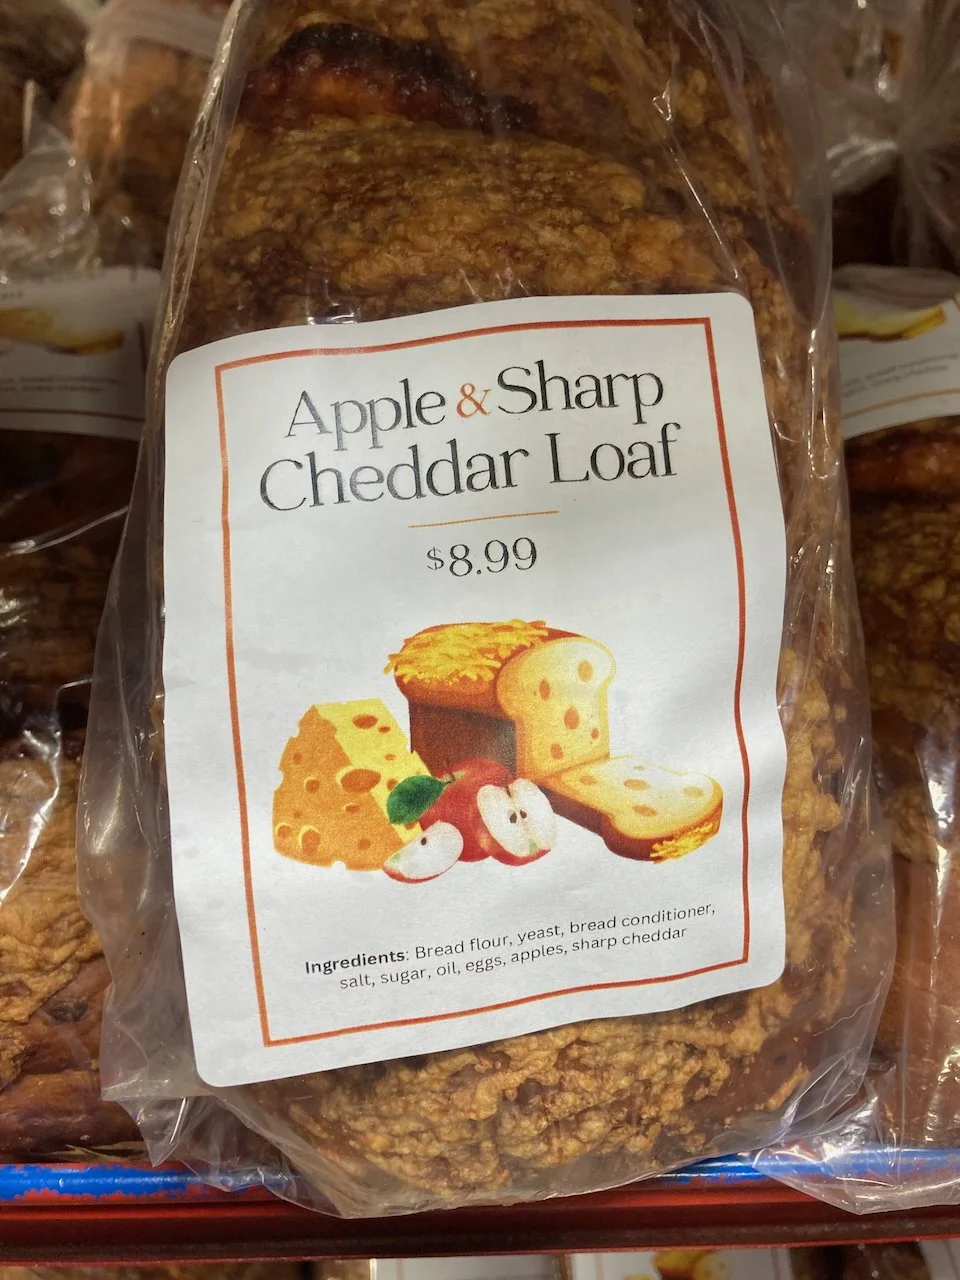 Apple & Sharp
Cheddar Loaf
$8.99
Ingredients: Bread flour, yeast, bread conditioner,
salt, sugar, oil, eggs, apples, sharp cheddar